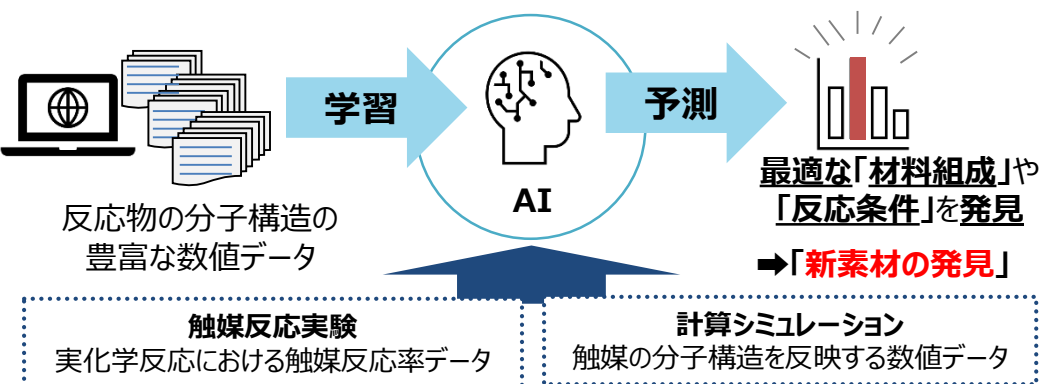 学習
予測
AI
反応物の分子構造の
豊富な数値データ
最適な「材料組成」や
「反応条件」を発見
➡「新素材の発見」
触媒反応実験
実化学反応における触媒反応率データ
計算シミュレーション
触媒の分子構造を反映する数値データ